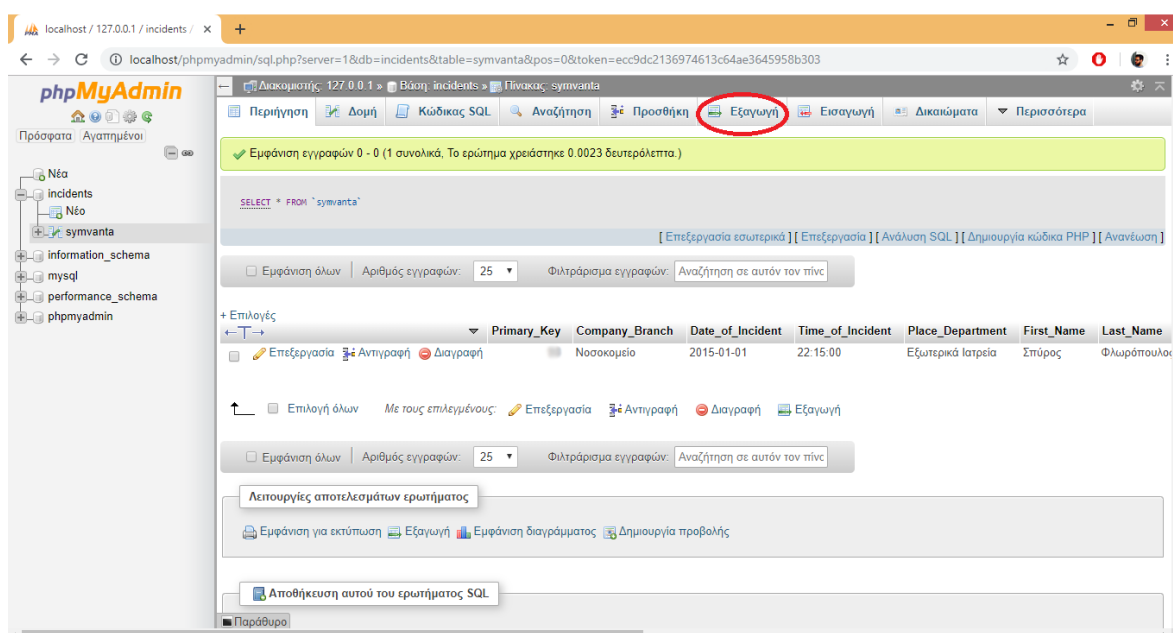 localhost / 127.0.0.1 / incidents /
localhost/phpmyadmin/sql.php?server=1&db=incidents&table=symvanta&pos=0&token=ecc9dc2136974613c64ae3645958b303
phpMyAdmin
Πρόσφατα Αγαπημένοι
Νέα
incidents
Νέο
symvanta
information_schema
mysql
performance_schema
phpmyadmin
Διακομιστής: 127.0.0.1 » Βάση: incidents » Πίνακας: symvanta
Περιήγηση Δομή Κώδικας SQL Αναζήτηση Προσθήκη Εξαγωγή Εισαγωγή Δικαιώματα Περισσότερα
Εμφάνιση εγγραφών 0 - 0 (1 συνολικά, Το ερώτημα χρειάστηκε 0.0023 δευτερόλεπτα.)
SELECT * FROM `symvanta`
[ Επεξεργασία εσωτερικά ] [ Επεξεργασία ] [ Ανάλυση SQL ] [ Δημιουργία κώδικα PHP ] [ Ανανέωση ]
Εμφάνιση όλων Αριθμός εγγραφών: 25 Φιλτράρισμα εγγραφών: Αναζήτηση σε αυτόν τον πίνα
+ Επιλογές
Primary_Key Company_Branch Date_of_Incident Time_of_Incident Place_Department First_Name Last_Name
Επεξεργασία Αντιγραφή Διαγραφή Νοσοκομείο 2015-01-01 22:15:00 Εξωτερικά Ιατρεία Σπύρος Φλωρόπουλος
Επιλογή όλων Με τους επιλεγμένους: Επεξεργασία Αντιγραφή Διαγραφή Εξαγωγή
Εμφάνιση όλων Αριθμός εγγραφών: 25 Φιλτράρισμα εγγραφών: Αναζήτηση σε αυτόν τον πίνα
Λειτουργίες αποτελεσμάτων ερωτήματος
Εμφάνιση για εκτύπωση Εξαγωγή Εμφάνιση διαγράμματος Δημιουργία προβολής
Αποθήκευση αυτού του ερωτήματος SQL
Παράθυρο